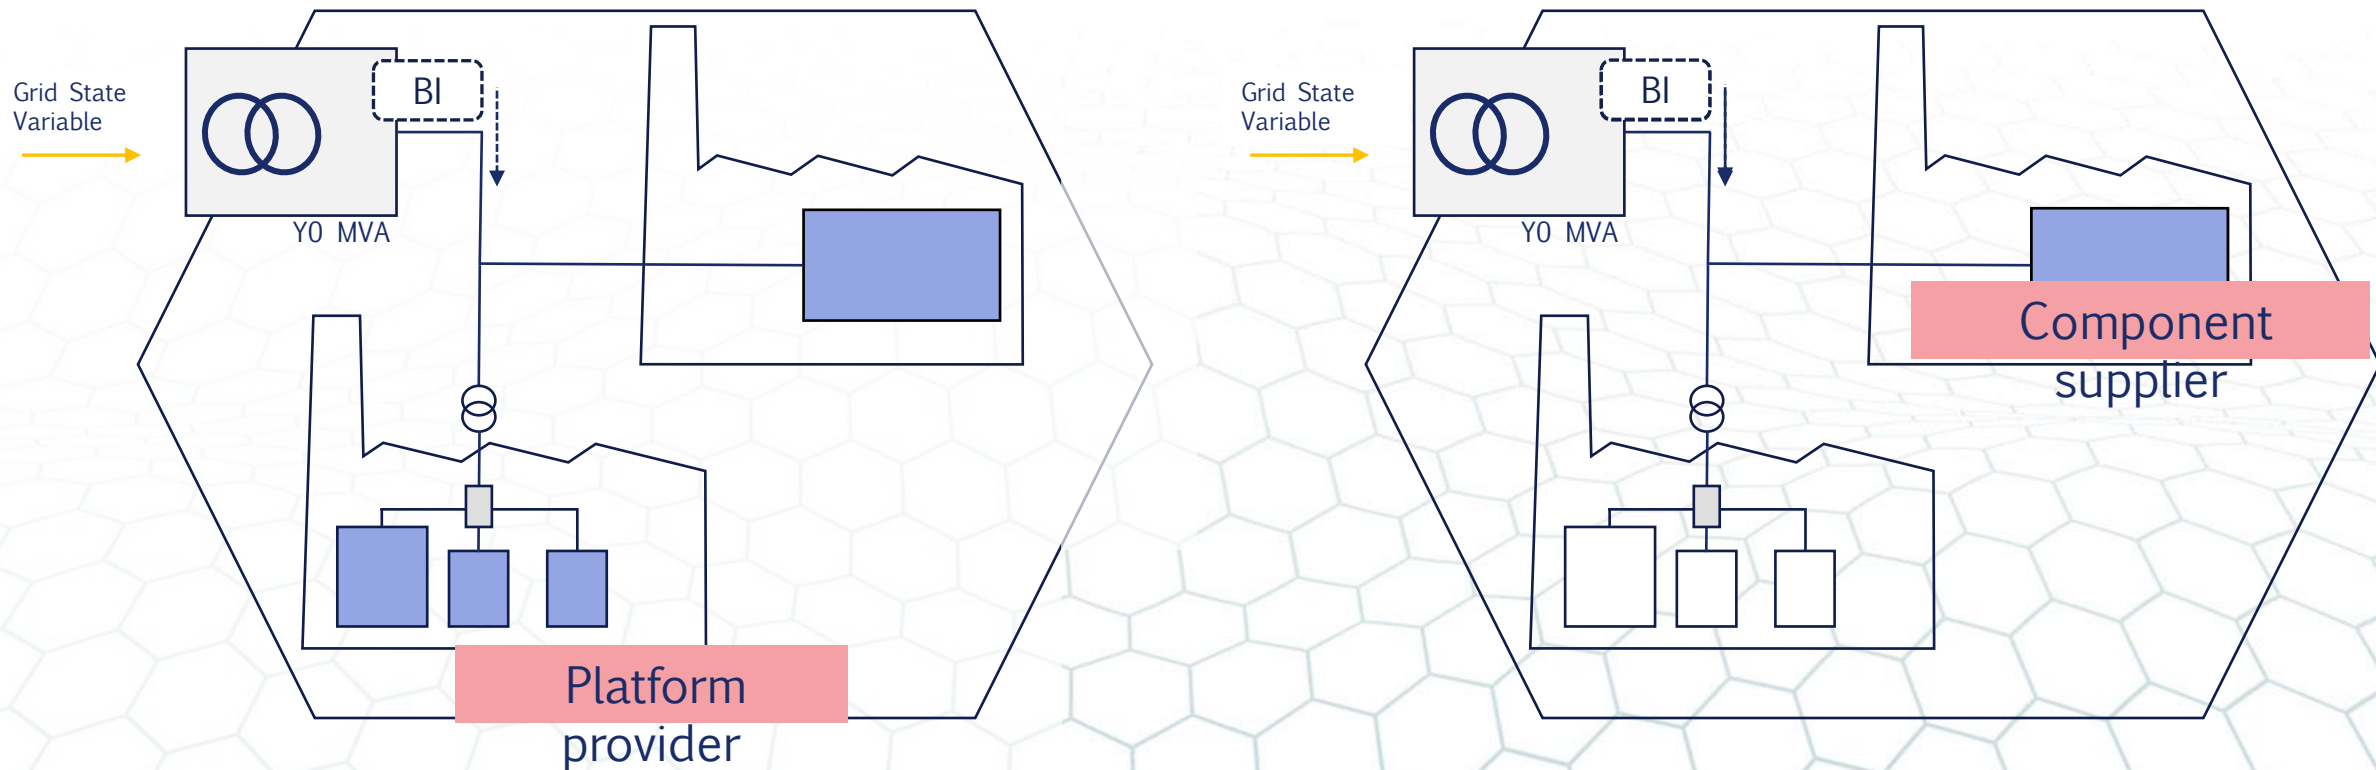 Grid State
Variable
BI
Y0 MVA
Platform
provider
Grid State
Variable
BI
Y0 MVA
Component
supplier